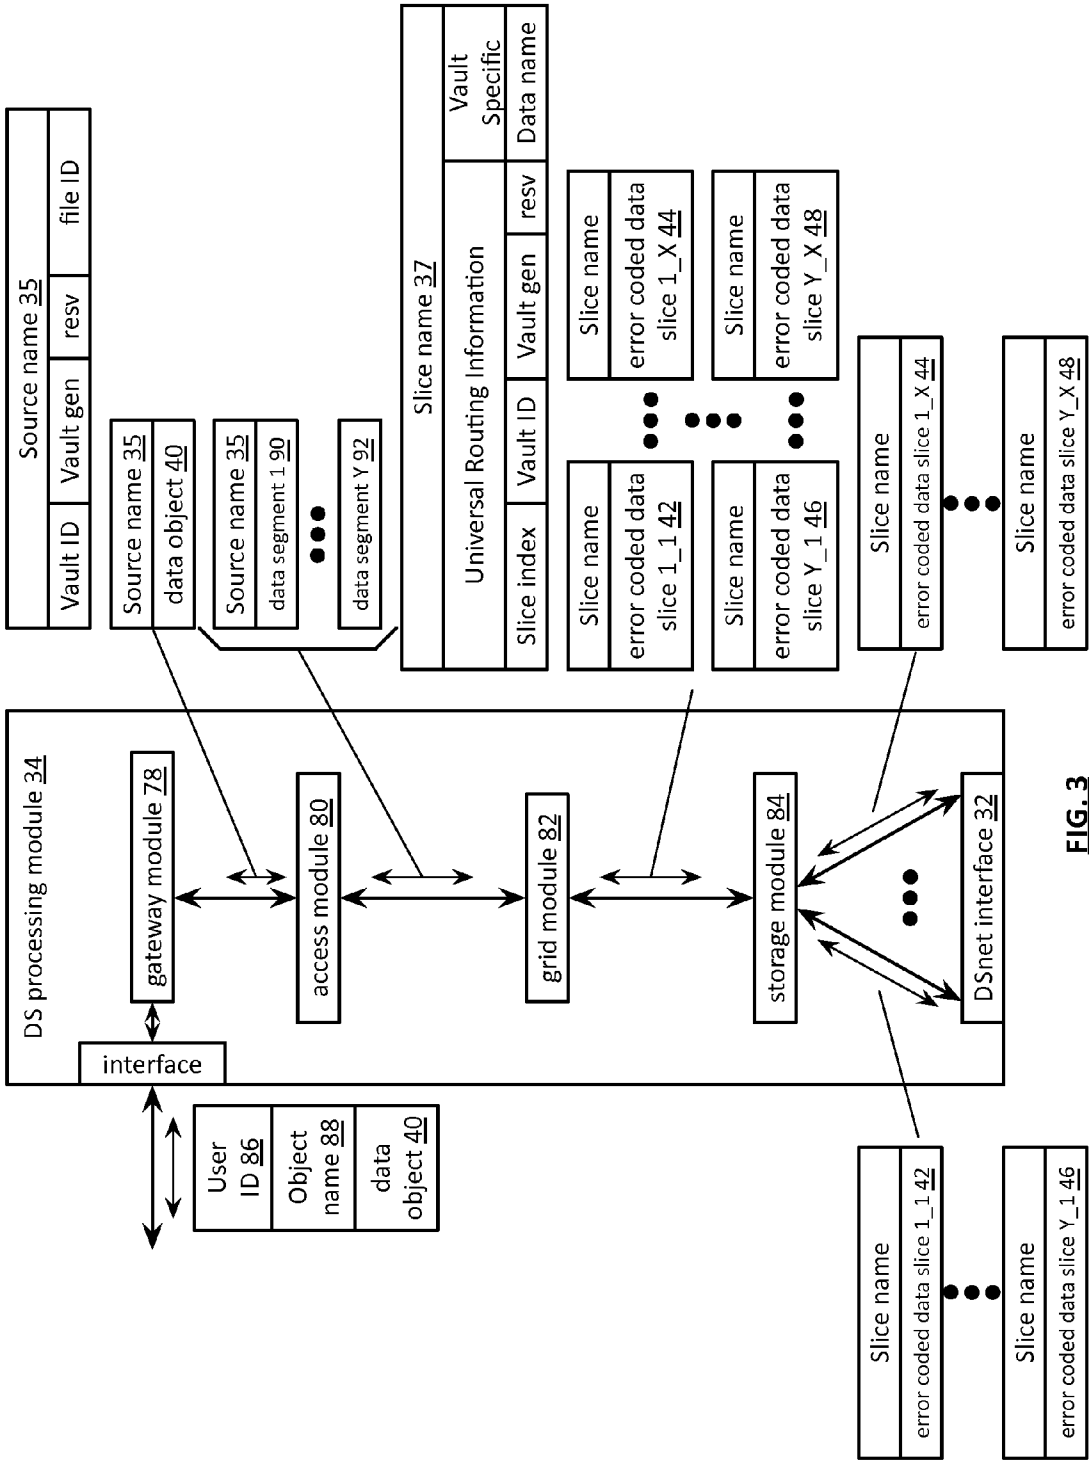 Source name 35
Vault ID
Vault gen
resv
file ID
Source name 35
data object 40
Source name 35
data segment 1 90
data segment Y 92
Slice name 37
Universal Routing Information
Vault
Specific
Slice index
Vault ID
Vault gen
resv
Data name
Slice name
error coded data
slice 1_1 42
Slice name
error coded data
slice 1_X 44
Slice name
error coded data
slice Y_1 46
Slice name
error coded data
slice Y_X 48
DS processing module 34
interface
gateway module 78
access module 80
grid module 82
storage module 84
DSnet interface 32
User
ID 86
Object
name 88
data
object 40
Slice name
error coded data slice 1_1 42
Slice name
error coded data slice Y_1 46
Slice name
error coded data slice 1_X 44
Slice name
error coded data slice Y_X 48
FIG. 3